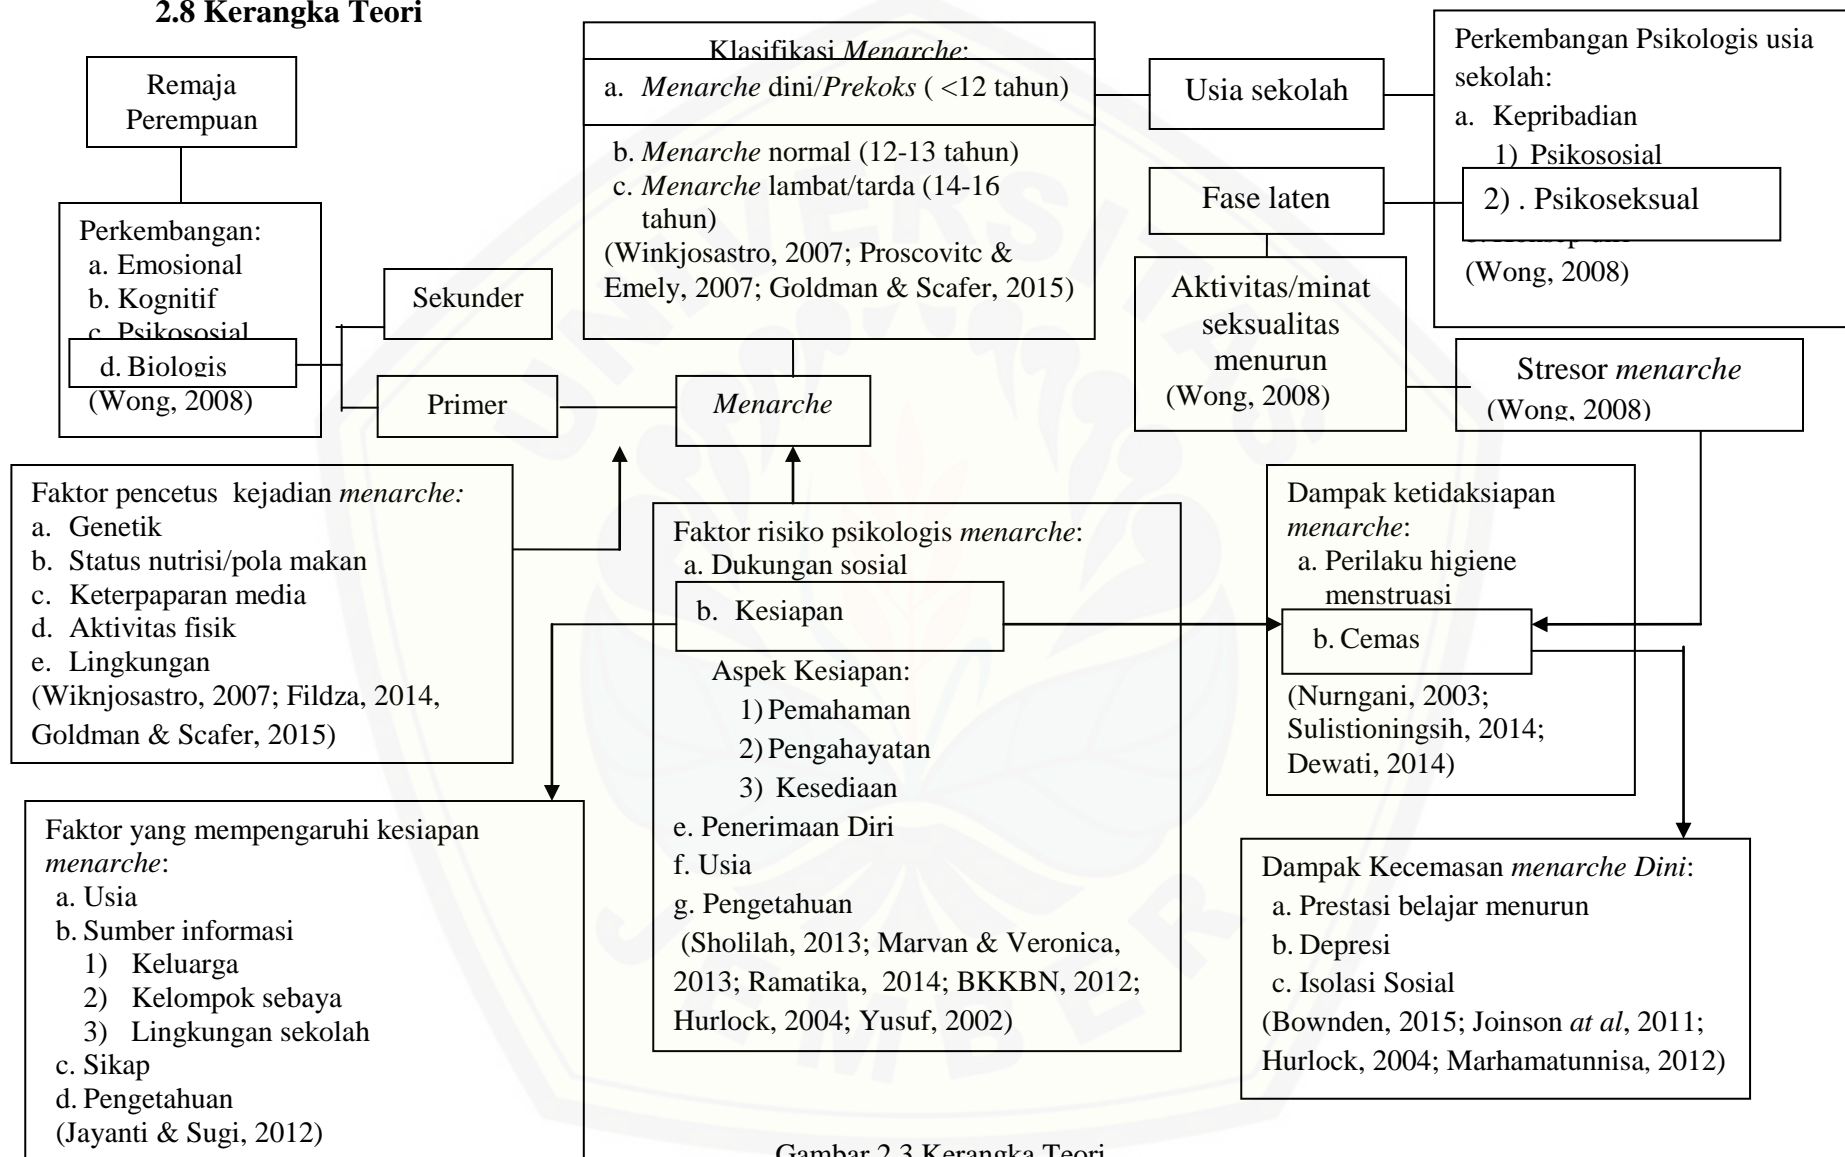 2.8 Kerangka Teori
Remaja
Perempuan
Perkembangan:
a. Emosional
b. Kognitif
c. Psikososial
d. Biologis
(Wong, 2008)
Sekunder
Primer
Klasifikasi Menarche:
a. Menarche dini/Prekoks ( <12 tahun)
b. Menarche normal (12-13 tahun)
c. Menarche lambat/tarda (14-16
tahun)
(Winkjosastro, 2007; Proscovitc &
Emely, 2007; Goldman & Scafer, 2015)
Menarche
Usia sekolah
Fase laten
Aktivitas/minat
seksualitas
menurun
(Wong, 2008)
Perkembangan Psikologis usia
sekolah:
a. Kepribadian
1) Psikososial
2) . Psikoseksual
(Wong, 2008)
Stresor menarche
(Wong, 2008)
Faktor pencetus kejadian menarche:
a. Genetik
b. Status nutrisi/pola makan
c. Keterpaparan media
d. Aktivitas fisik
e. Lingkungan
(Wiknjosastro, 2007; Fildza, 2014,
Goldman & Scafer, 2015)
Faktor risiko psikologis menarche:
a. Dukungan sosial
b. Kesiapan
Aspek Kesiapan:
1) Pemahaman
2) Pengahayatan
3) Kesediaan
e. Penerimaan Diri
f. Usia
g. Pengetahuan
(Sholilah, 2013; Marvan & Veronica,
2013; Ramatika, 2014; BKKBN, 2012;
Hurlock, 2004; Yusuf, 2002)
Dampak ketidaksiapan
menarche:
a. Perilaku higiene
menstruasi
b. Cemas
(Nurngani, 2003;
Sulistioningsih, 2014;
Dewati, 2014)
Faktor yang mempengaruhi kesiapan
menarche:
a. Usia
b. Sumber informasi
1) Keluarga
2) Kelompok sebaya
3) Lingkungan sekolah
c. Sikap
d. Pengetahuan
(Jayanti & Sugi, 2012)
Dampak Kecemasan menarche Dini:
a. Prestasi belajar menurun
b. Depresi
c. Isolasi Sosial
(Bownden, 2015; Joinson at al, 2011;
Hurlock, 2004; Marhamatunnisa, 2012)
Gambar 2.3 Kerangka Teori
UNIVERSITAS
JEMBER